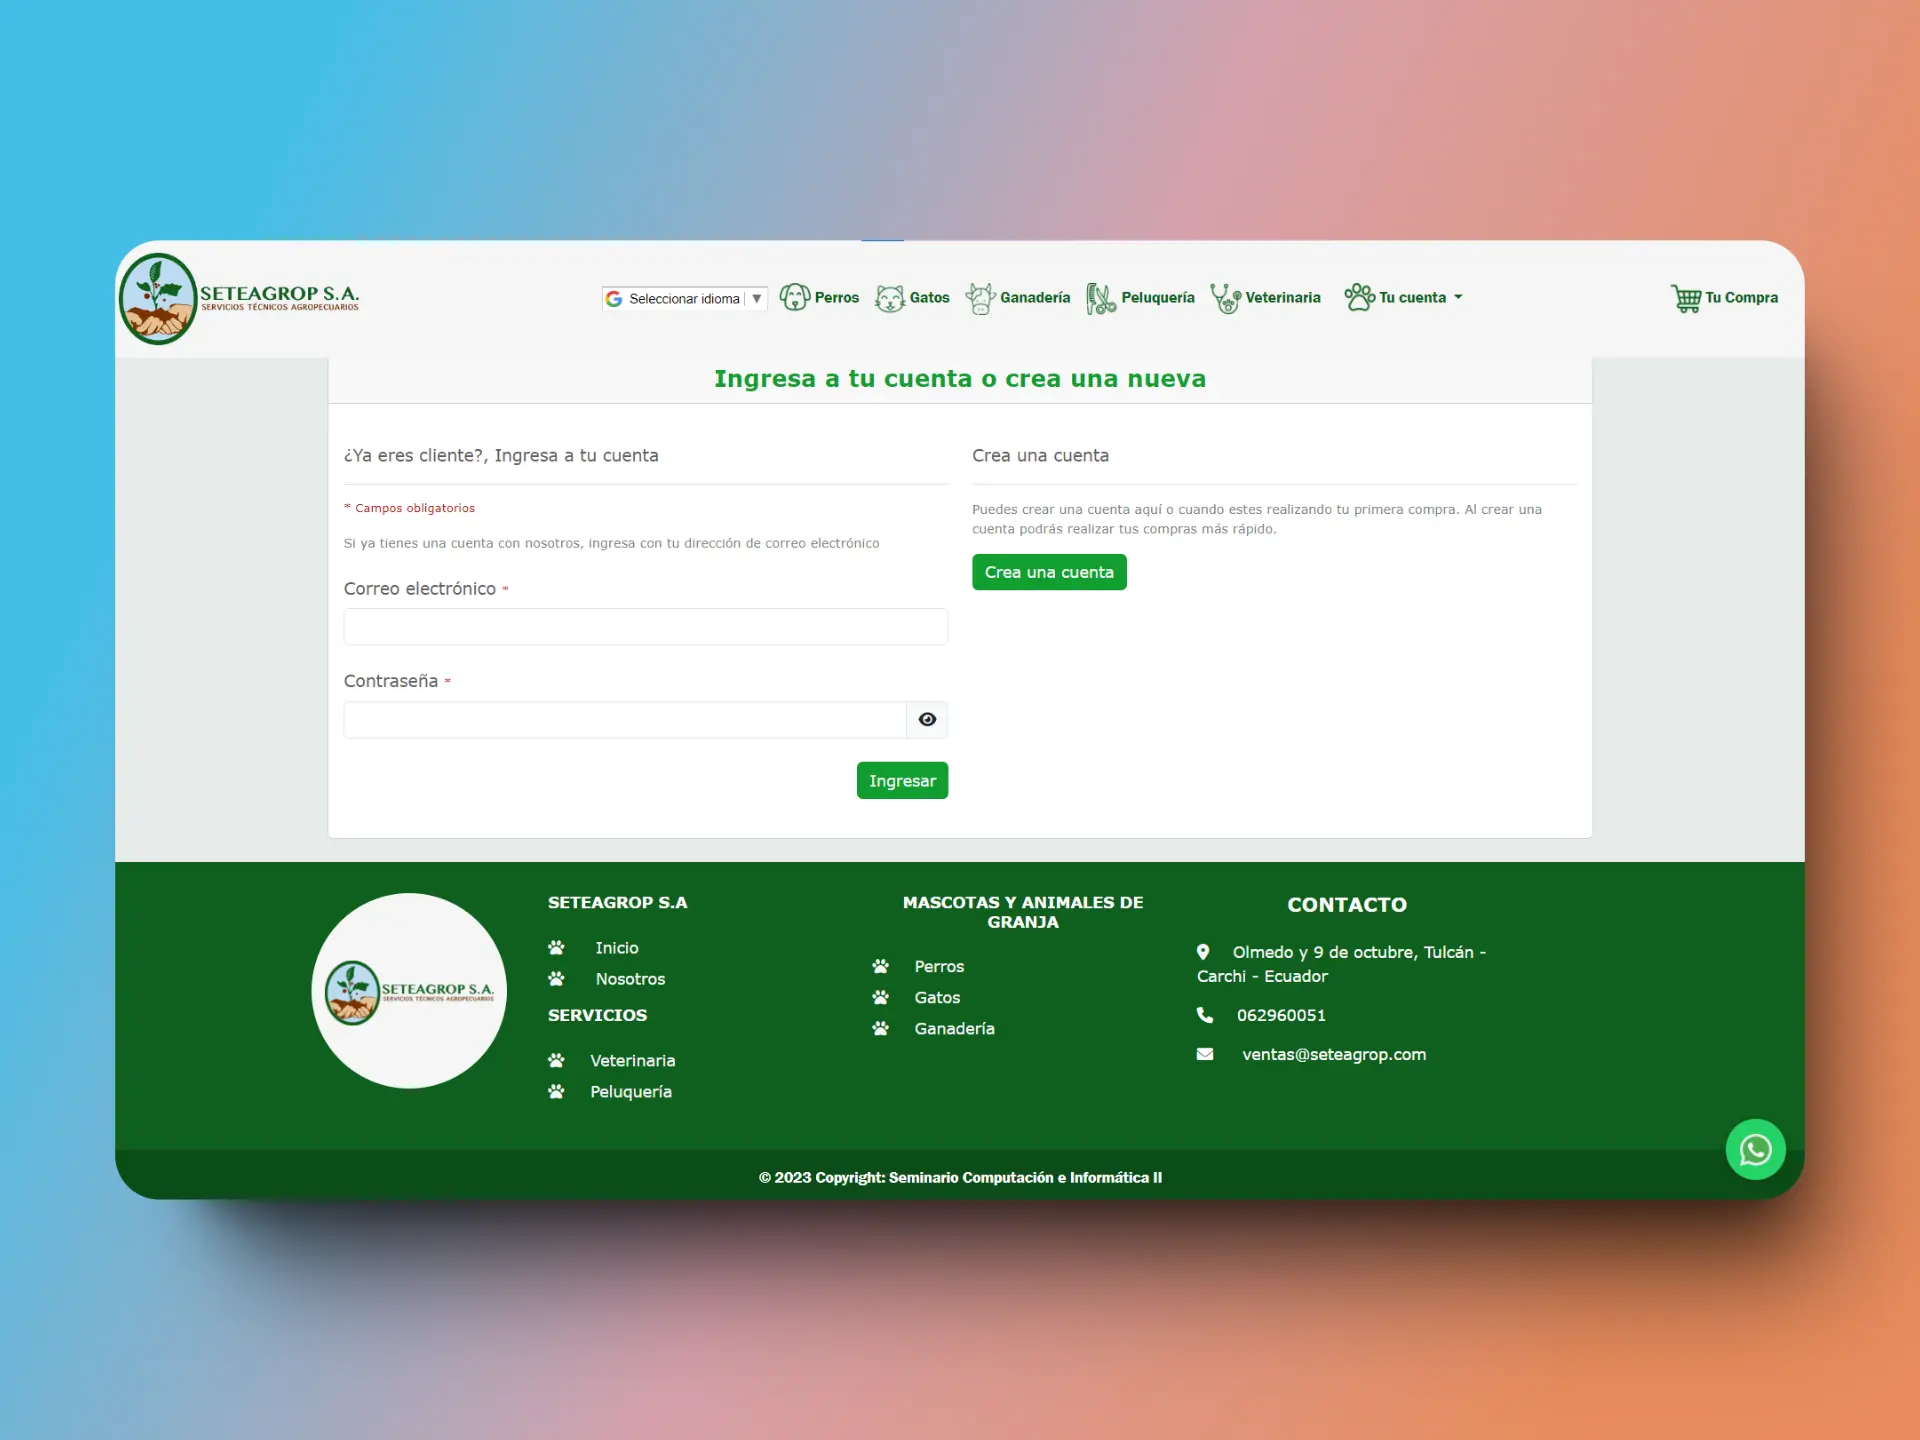 SETEAGROP S.A.
SERVICIOS TÉCNICOS AGROPECUARIOS
Seleccionar idioma ▼
Perros
Gatos
Ganadería
Peluquería
Veterinaria
Tu cuenta
Tu Compra
Ingresa a tu cuenta o crea una nueva
¿Ya eres cliente?, Ingresa a tu cuenta
* Campos obligatorios
Si ya tienes una cuenta con nosotros, ingresa con tu dirección de correo electrónico
Correo electrónico *
Contraseña *
Ingresar
Crea una cuenta
Puedes crear una cuenta aquí o cuando estes realizando tu primera compra. Al crear una
cuenta podrás realizar tus compras más rápido.
Crea una cuenta
SETEAGROP S.A.
SERVICIOS TÉCNICOS AGROPECUARIOS
SETEAGROP S.A
Inicio
Nosotros
SERVICIOS
Veterinaria
Peluquería
MASCOTAS Y ANIMALES DE
GRANJA
Perros
Gatos
Ganadería
CONTACTO
Olmedo y 9 de octubre, Tulcán -
Carchi - Ecuador
062960051
ventas@seteagrop.com
© 2023 Copyright: Seminario Computación e Informática II